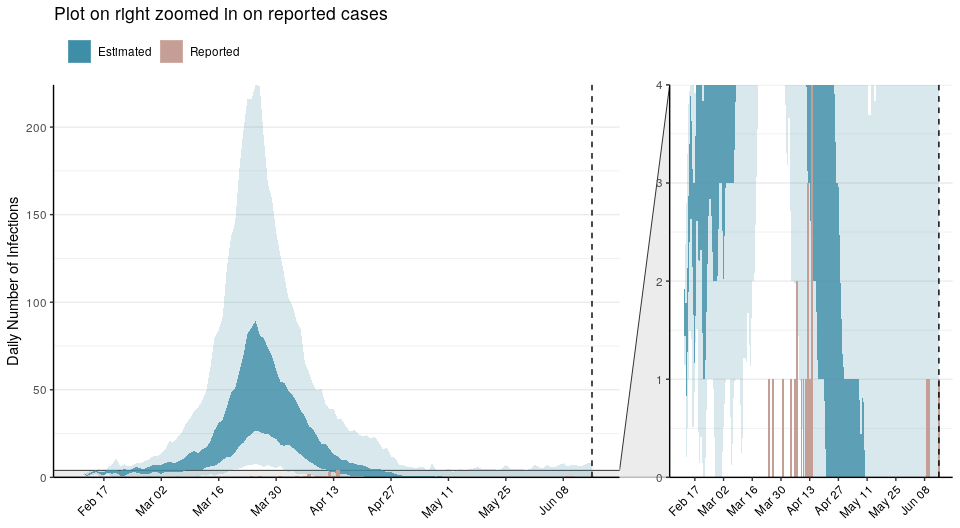 Plot on right zoomed in on reported cases
Estimated
Reported
Daily Number of Infections
200
150
100
50
0
Feb 17
Mar 02
Mar 16
Mar 30
Apr 13
Apr 27
May 11
May 25
Jun 08
4
3
2
1
0
Feb 17
Mar 02
Mar 16
Mar 30
Apr 13
Apr 27
May 11
May 25
Jun 08